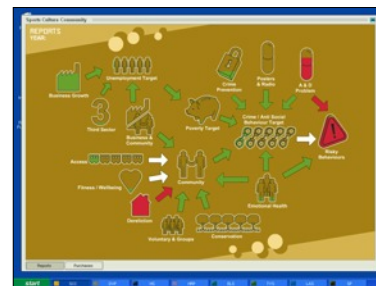 Sports Culture Community
REPORTS
YEAR:
Unemployment Target
Crime
Prevention
Posters
& Radio
A & E
Problem
Business Growth
3
Third Sector
Business &
Community
Poverty Target
Crime / Anti Social
Behaviour Target
Risky
Behaviours
Access
Community
Fitness / Wellbeing
Emotional Health
Dereliction
Voluntary & Groups
Conservation
Reports
Purchases
start